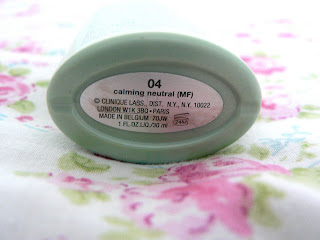 04
calming neutral (MF)
© CLINIQUE LABS., DIST. N.Y., N.Y. 10022
LONDON W1K 3BQ • PARIS
MADE IN BELGIUM 70JW
1 FL.OZ.LIQ./30 ml